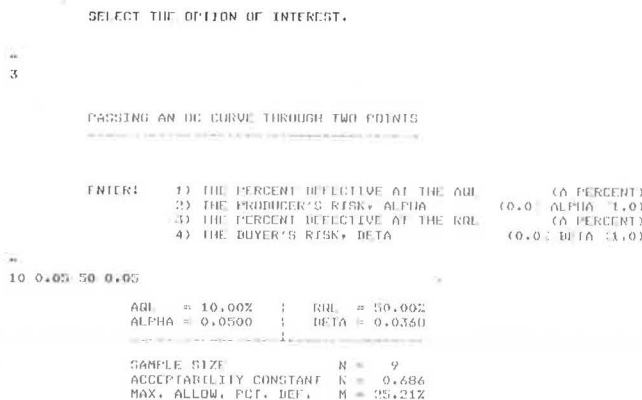 SELECT THE OPTION OF INTEREST.
3
PASSING AN OC CURVE THROUGH TWO POINTS
ENTER: 1) THE PERCENT DEFECTIVE AT THE AQL (A PERCENT)
2) THE PRODUCER'S RISK, ALPHA (0.0 ALPHA 1.0)
3) THE PERCENT DEFECTIVE AT THE RQL (A PERCENT)
4) THE BUYER'S RISK, BETA (0.0 BETA 1.0)
10 0.05 50 0.05
AQL = 10.00% | RQL = 50.00%
ALPHA = 0.0500 | BETA = 0.0360
SAMPLE SIZE N = 9
ACCEPTABILITY CONSTANT K = 0.686
MAX. ALLOW. PCT. DEF. M = 25.21%